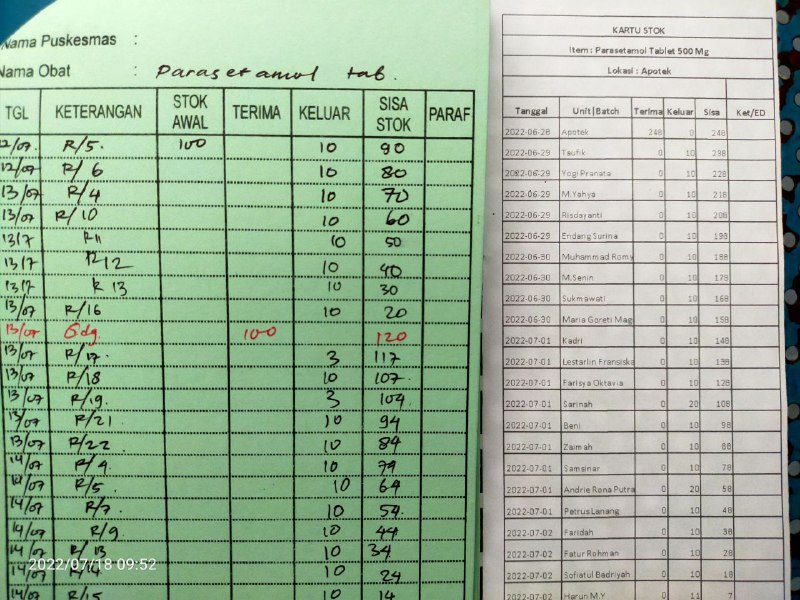 Nama Puskesmas :
Nama Obat : Parasetamol tab.
TGL KETERANGAN STOK AWAL TERIMA KELUAR SISA STOK PARAF
12/07. R/5. 100 10 90
12/07 R/6 10 80
13/07 R/4 10 70
13/07 R/10 10 60
13/7 R11 10 50
13/7 R12 10 40
13/7 R 13 10 30
13/07 R/16 10 20
13/07 Gdg. 100 120
13/07 R/17. 3 117
13/07 R/18 10 107.
13/07 R/19. 3 104
13/07 R/21 10 94
13/07 R/22 10 84
14/07 R/4. 10 74
14/07 R/5. 10 64
14/07 R/7 10 54
14/07 R/9 10 44
14/07 R/13 10 34
2022/07/18 09:52
10 24
14/07 R/15 10 14
KARTU STOK
Item : Parasetamol Tablet 500 Mg
Lokasi : Apotek
Tanggal Unit|Batch Terima Keluar Sisa Ket/ED
2022-06-28 Apotek 248 0 248
2022-06-29 Taufik 0 10 238
2022-06-29 Yogi Pranata 0 10 228
2022-06-29 M.Yahya 0 10 218
2022-06-29 Risdayanti 0 10 208
2022-06-29 Endang Surina 0 10 198
2022-06-30 Muhammad Romy 0 10 188
2022-06-30 M.Senin 0 10 178
2022-06-30 Sukmawati 0 10 168
2022-06-30 Maria Goreti Mag 0 10 158
2022-07-01 Kadri 0 10 148
2022-07-01 Lestarlin Fransiska 0 10 138
2022-07-01 Farisya Oktavia 0 10 128
2022-07-01 Sarinah 0 20 108
2022-07-01 Beni 0 10 98
2022-07-01 Zaimah 0 10 88
2022-07-01 Samsinar 0 10 78
2022-07-01 Andrie Rona Putra 0 20 58
2022-07-01 Petrus Lanang 0 10 48
2022-07-02 Faridah 0 10 38
2022-07-02 Fatur Rohman 0 10 28
2022-07-02 Sofiatul Badriyah 0 10 18
2022-07-02 Harun M.Y 0 11 7